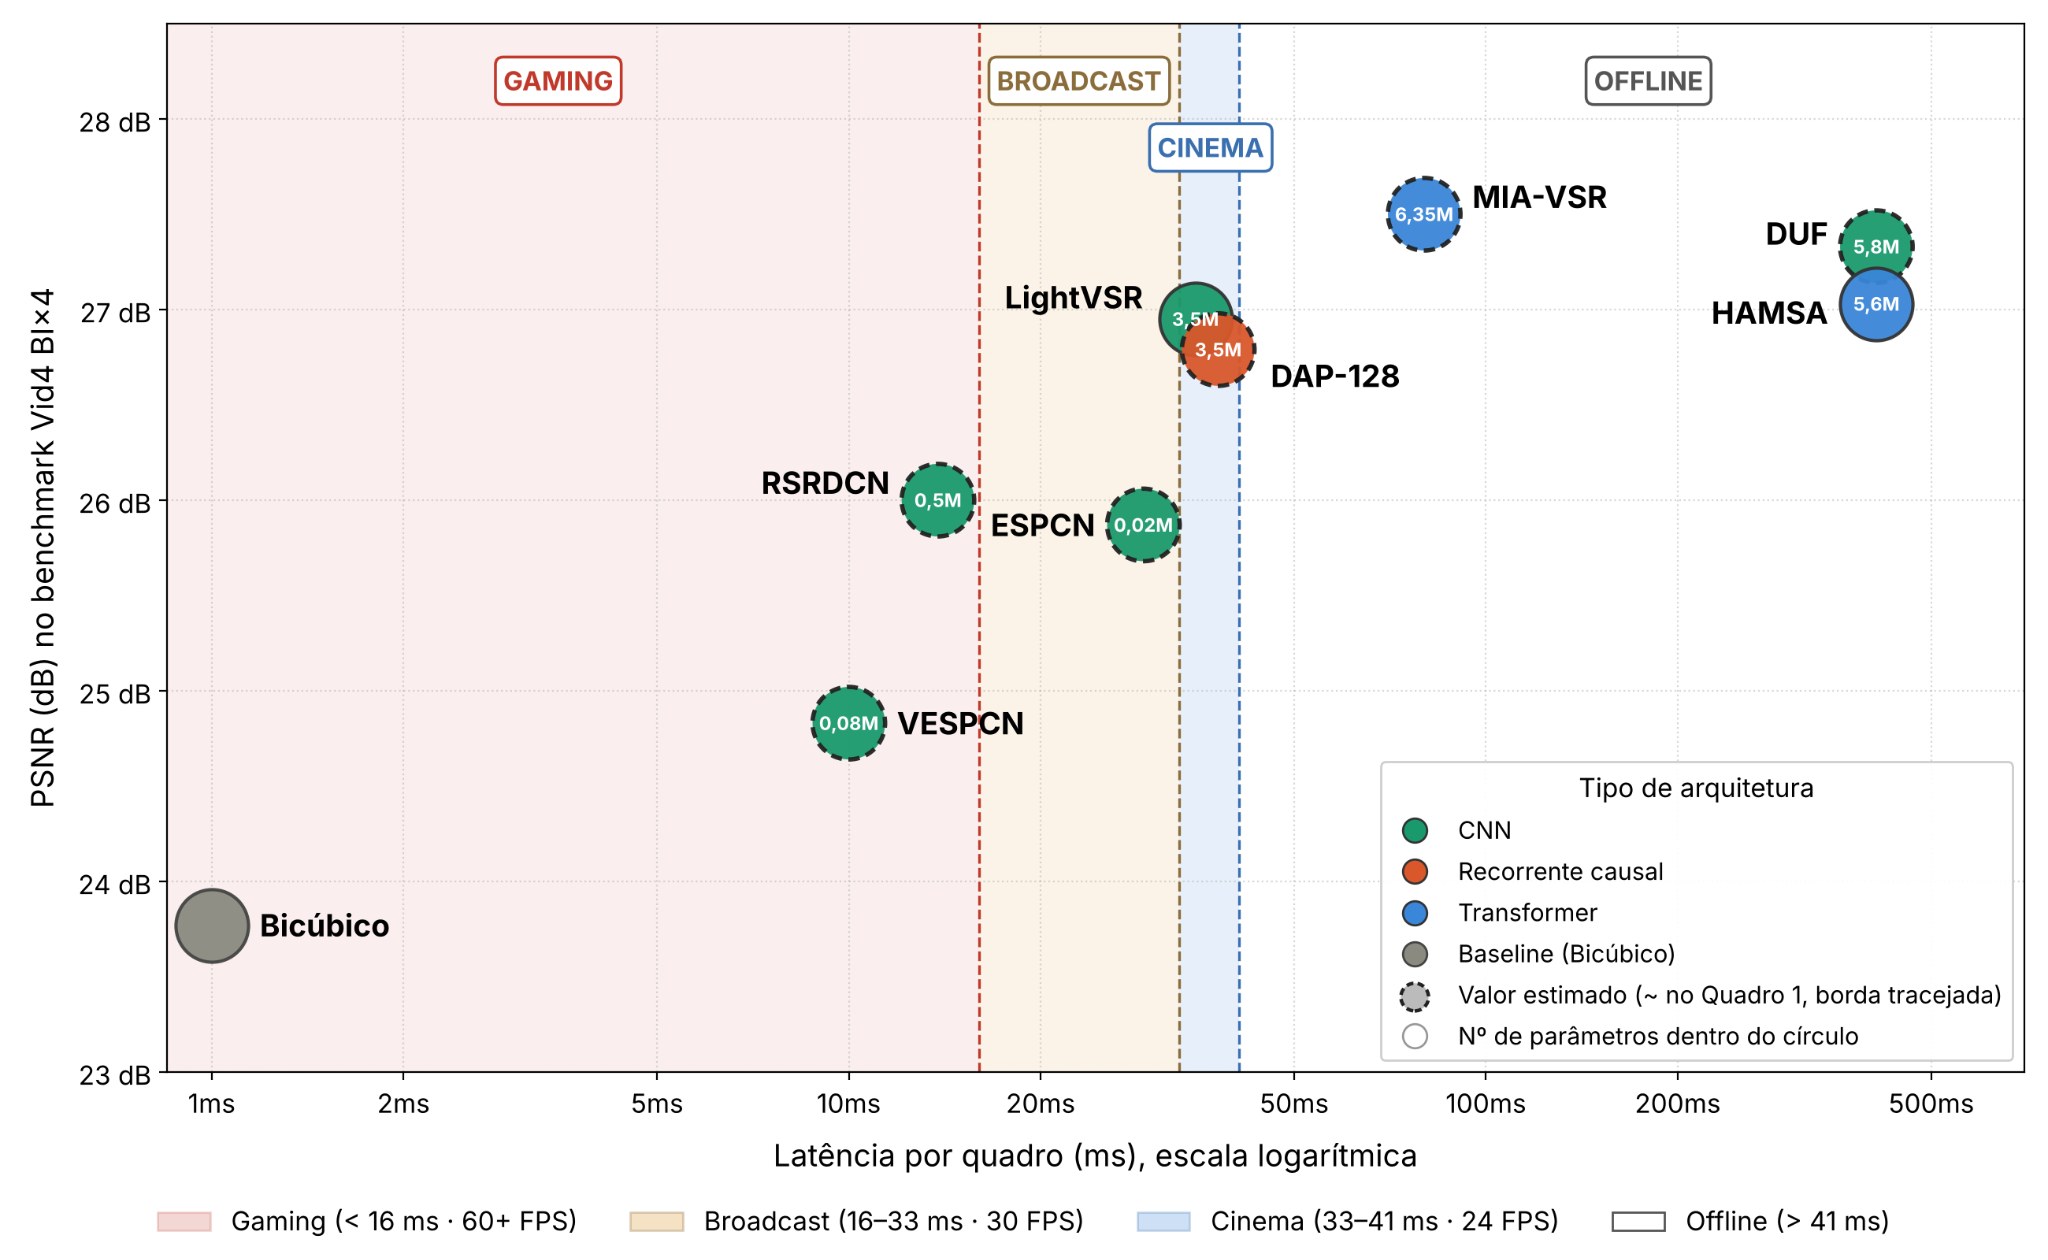 GAMING
BROADCAST
OFFLINE
CINEMA
28 dB
27 dB
26 dB
25 dB
24 dB
23 dB
PSNR (dB) no benchmark Vid4 BI×4
6,35M
MIA-VSR
DUF
5,8M
HAMSA
5,6M
LightVSR
3,5M
3,5M
DAP-128
RSRDCN
0,5M
ESPCN
0,02M
0,08M
VESPCN
Bicúbico
Tipo de arquitetura
CNN
Recorrente causal
Transformer
Baseline (Bicúbico)
Valor estimado (~ no Quadro 1, borda tracejada)
Nº de parâmetros dentro do círculo
1ms
2ms
5ms
10ms
20ms
50ms
100ms
200ms
500ms
Latência por quadro (ms), escala logarítmica
Gaming (< 16 ms · 60+ FPS)
Broadcast (16–33 ms · 30 FPS)
Cinema (33–41 ms · 24 FPS)
Offline (> 41 ms)